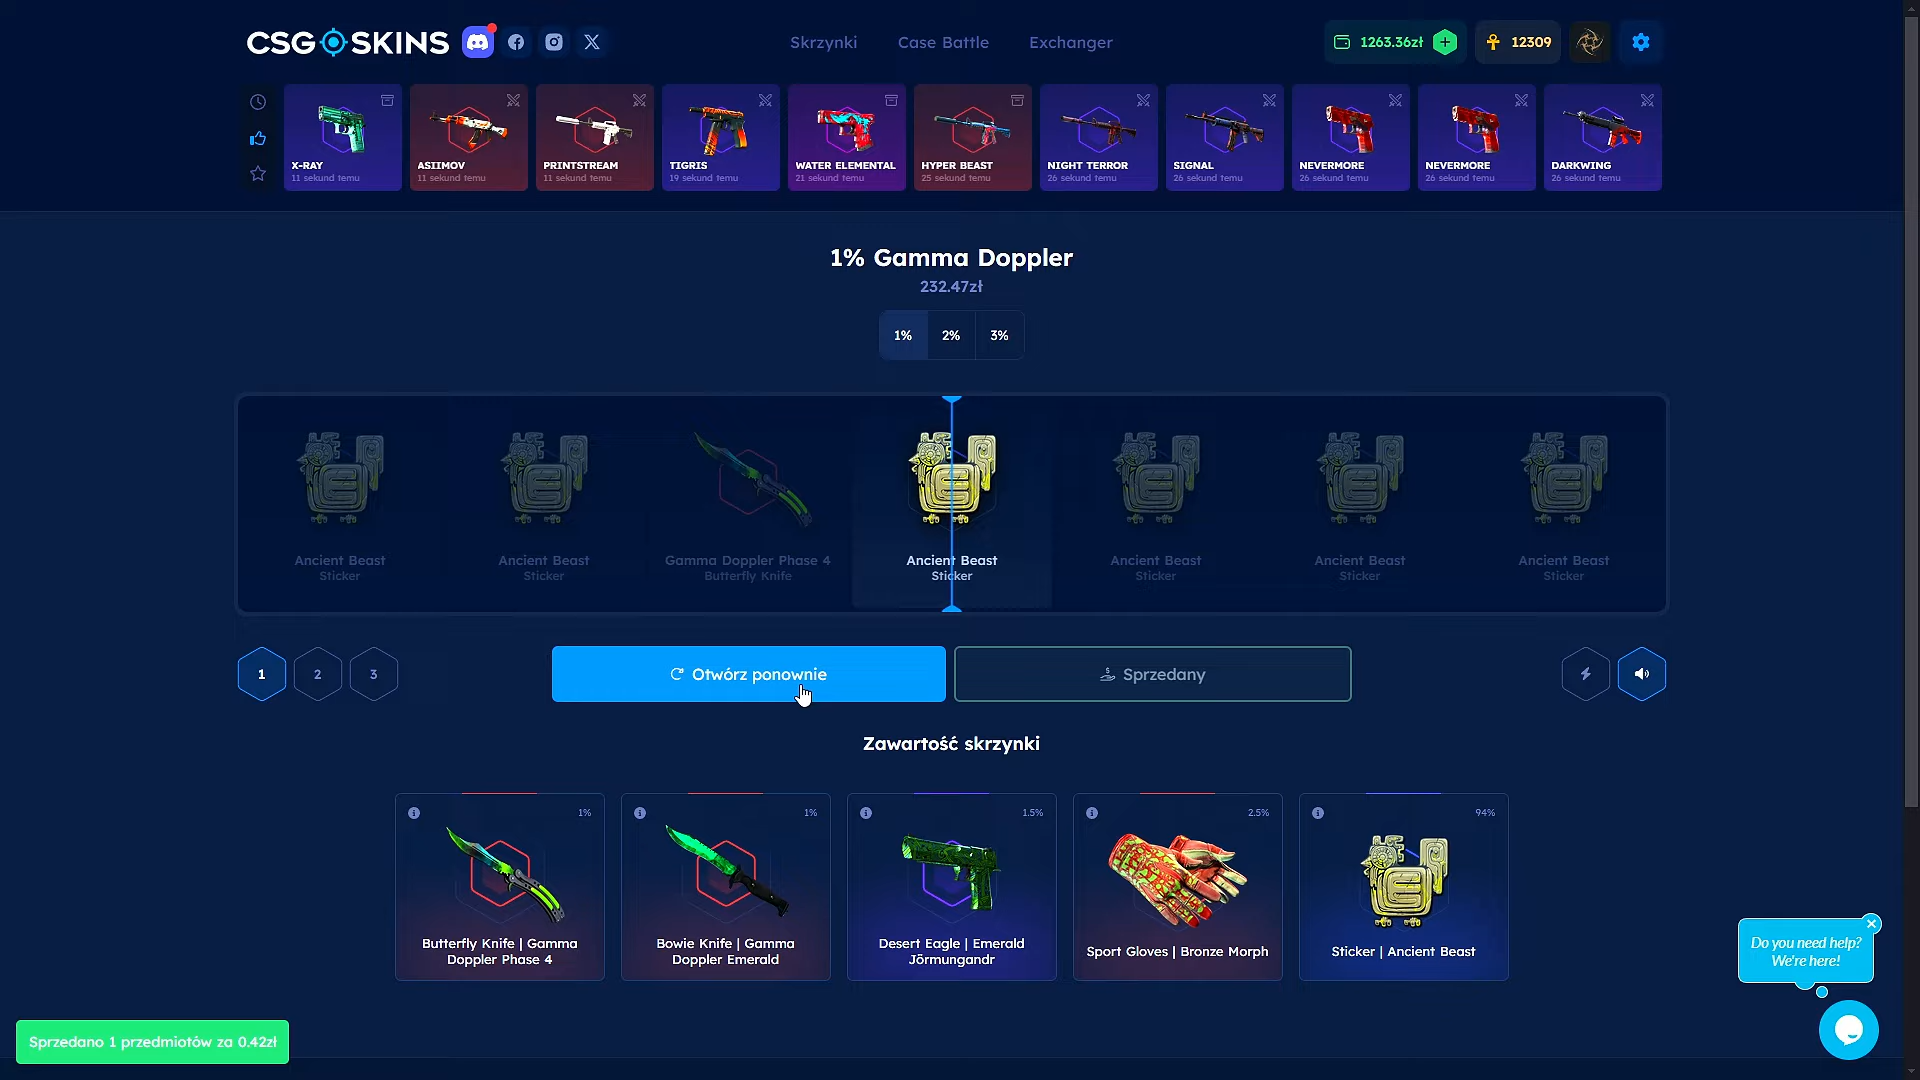 CSG SKINS
Skrzynki
Case Battle
Exchanger
1263.36zł
12309
X-RAY
11 sekund temu
ASIIMOV
11 sekund temu
PRINTSTREAM
11 sekund temu
TIGRIS
19 sekund temu
WATER ELEMENTAL
21 sekund temu
HYPER BEAST
25 sekund temu
NIGHT TERROR
26 sekund temu
SIGNAL
26 sekund temu
NEVERMORE
26 sekund temu
NEVERMORE
26 sekund temu
DARKWING
26 sekund temu
1% Gamma Doppler
232.47zł
1%
2%
3%
Ancient Beast
Sticker
Ancient Beast
Sticker
Gamma Doppler Phase 4
Butterfly Knife
Ancient Beast
Sticker
Ancient Beast
Sticker
Ancient Beast
Sticker
Ancient Beast
Sticker
1
2
3
Otwórz ponownie
Sprzedany
Zawartość skrzynki
1%
Butterfly Knife | Gamma
Doppler Phase 4
1%
Bowie Knife | Gamma
Doppler Emerald
1.5%
Desert Eagle | Emerald
Jörmungandr
2.5%
Sport Gloves | Bronze Morph
94%
Sticker | Ancient Beast
Do you need help?
We're here!
Sprzedano 1 przedmiotów za 0.42zł